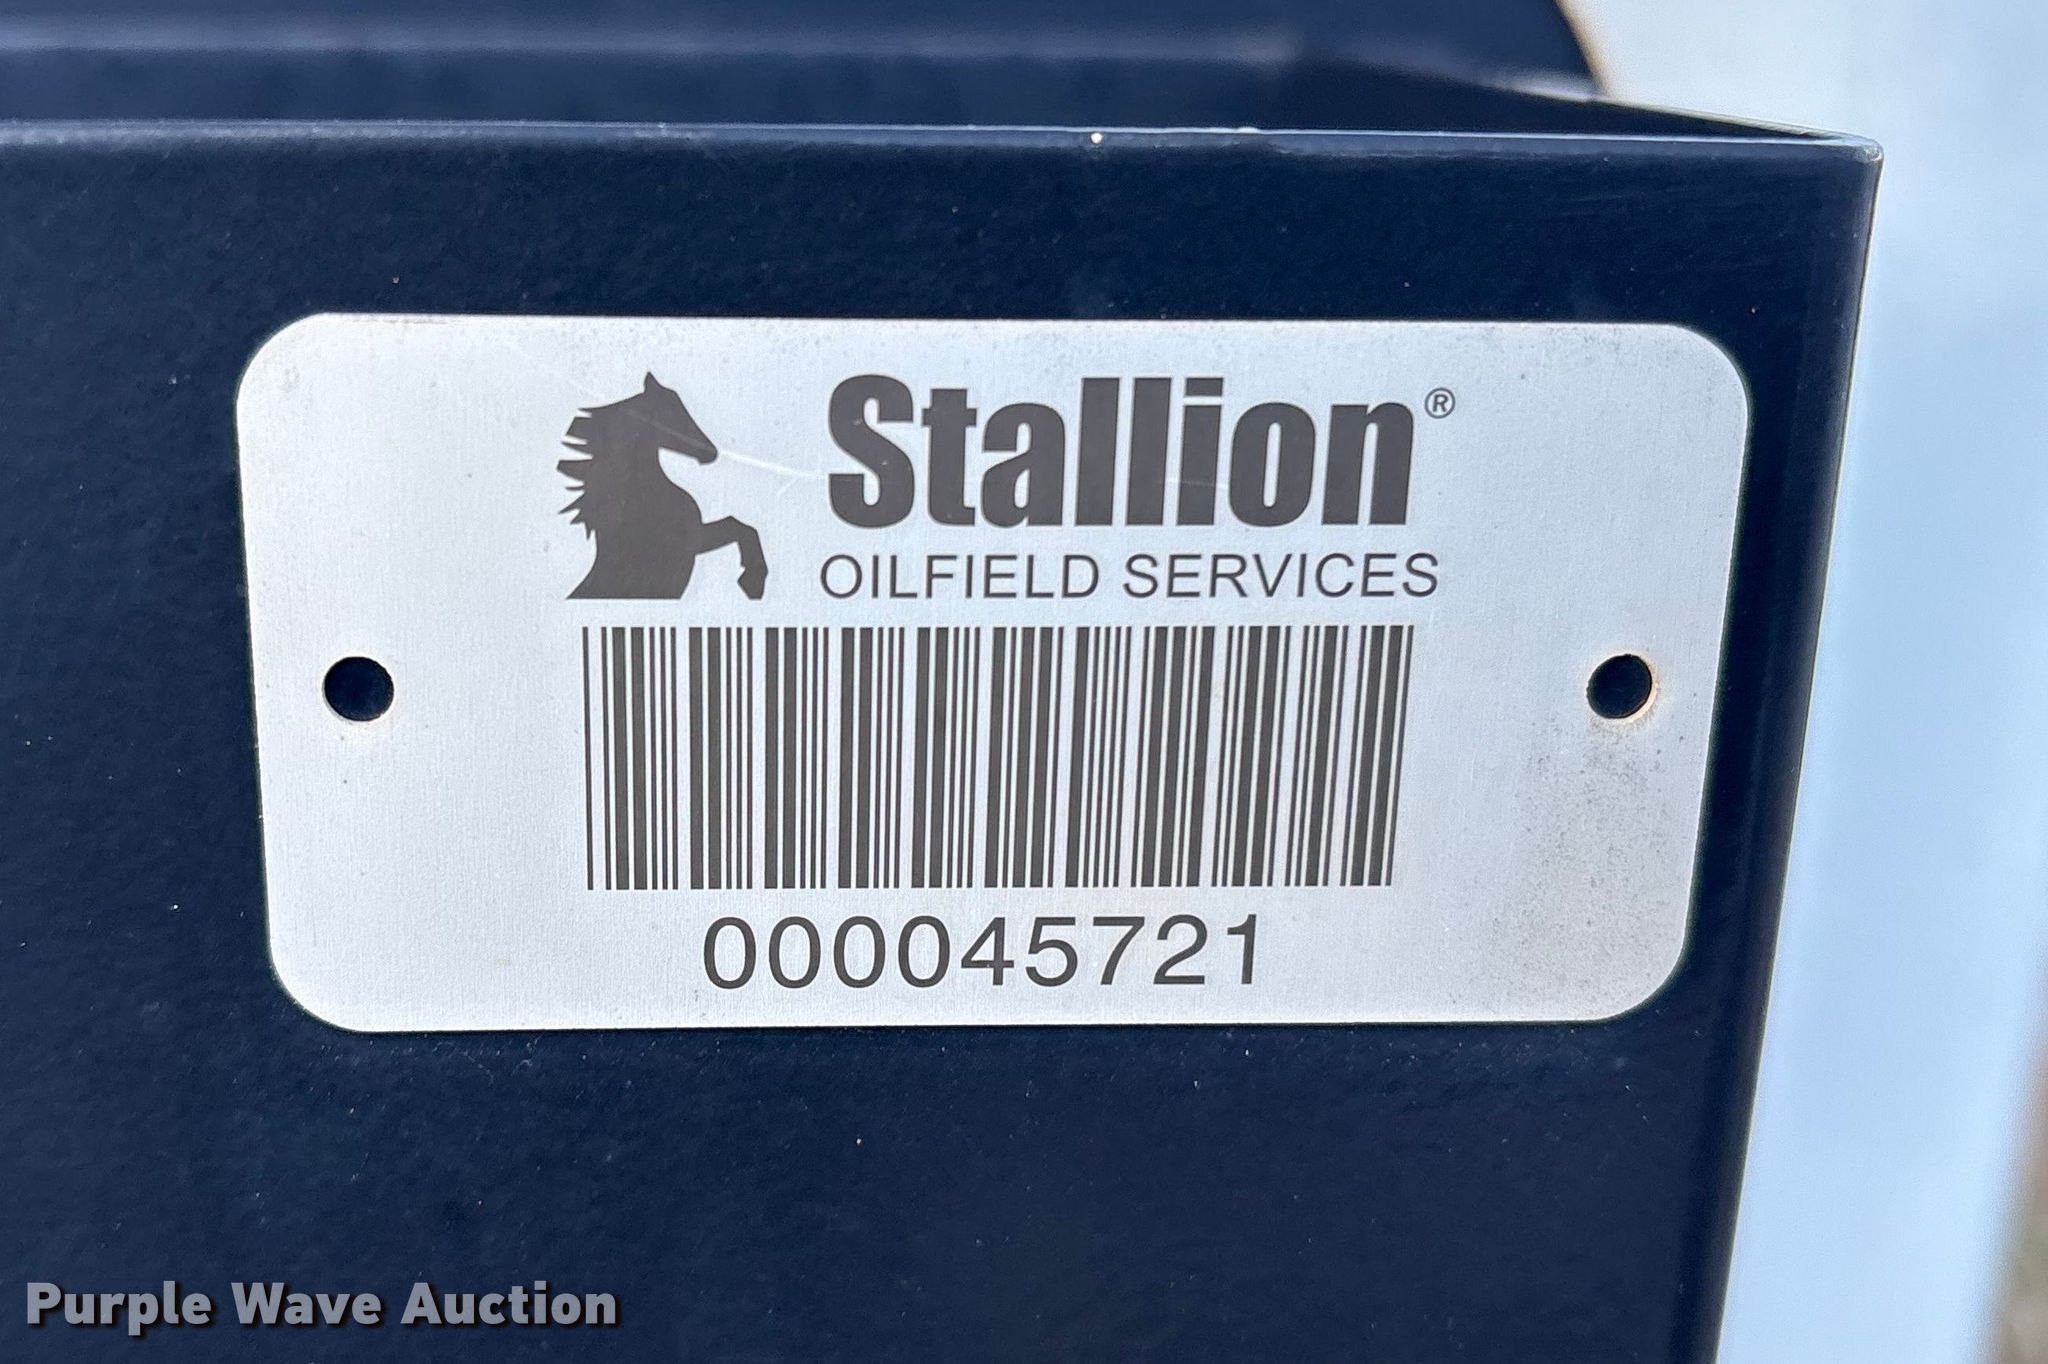 Stallion®
OILFIELD SERVICES
000045721
Purple Wave Auction